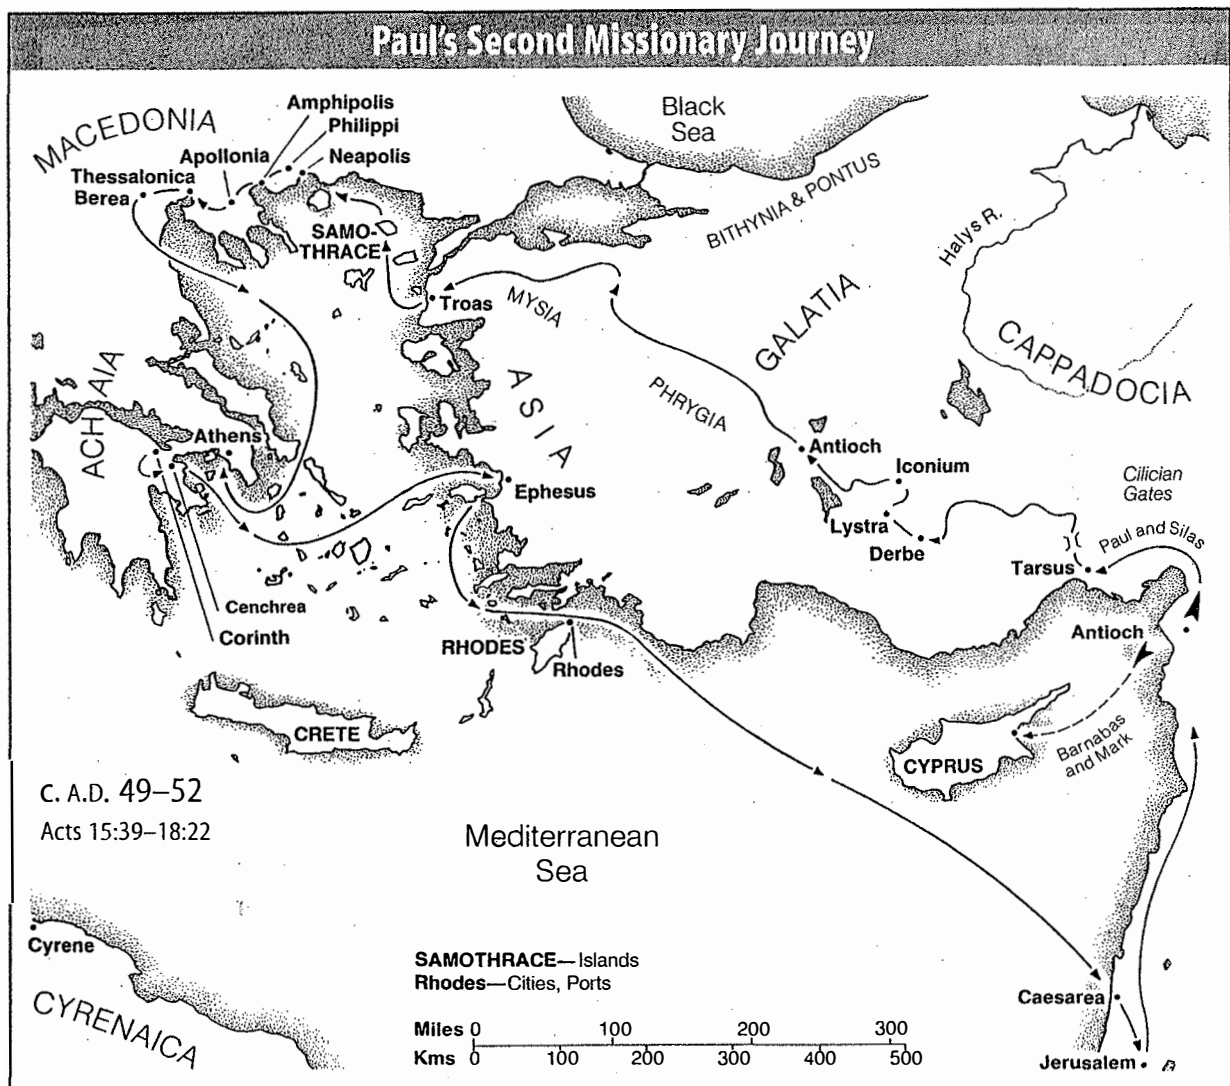 Paul's Second Missionary Journey
Black
Sea
MACEDONIA
Amphipolis
Philippi
Neapolis
Apollonia
Thessalonica
Berea
SAMO-
THRACE
Troas
MYSIA
BITHYNIA & PONTUS
Halys R.
GALATIA
CAPPADOCIA
PHRYGIA
ASIA
ACHAIA
Athens
Ephesus
Antioch
Iconium
Lystra
Derbe
Cilician
Gates
Paul and Silas
Tarsus
Cenchrea
Corinth
RHODES
Rhodes
Antioch
CRETE
CYPRUS
Barnabas
and Mark
C. A.D. 49–52
Acts 15:39–18:22
Mediterranean
Sea
Cyrene
CYRENAICA
SAMOTHRACE—Islands
Rhodes—Cities, Ports
Miles 0 100 200 300
Kms 0 100 200 300 400 500
Caesarea
Jerusalem